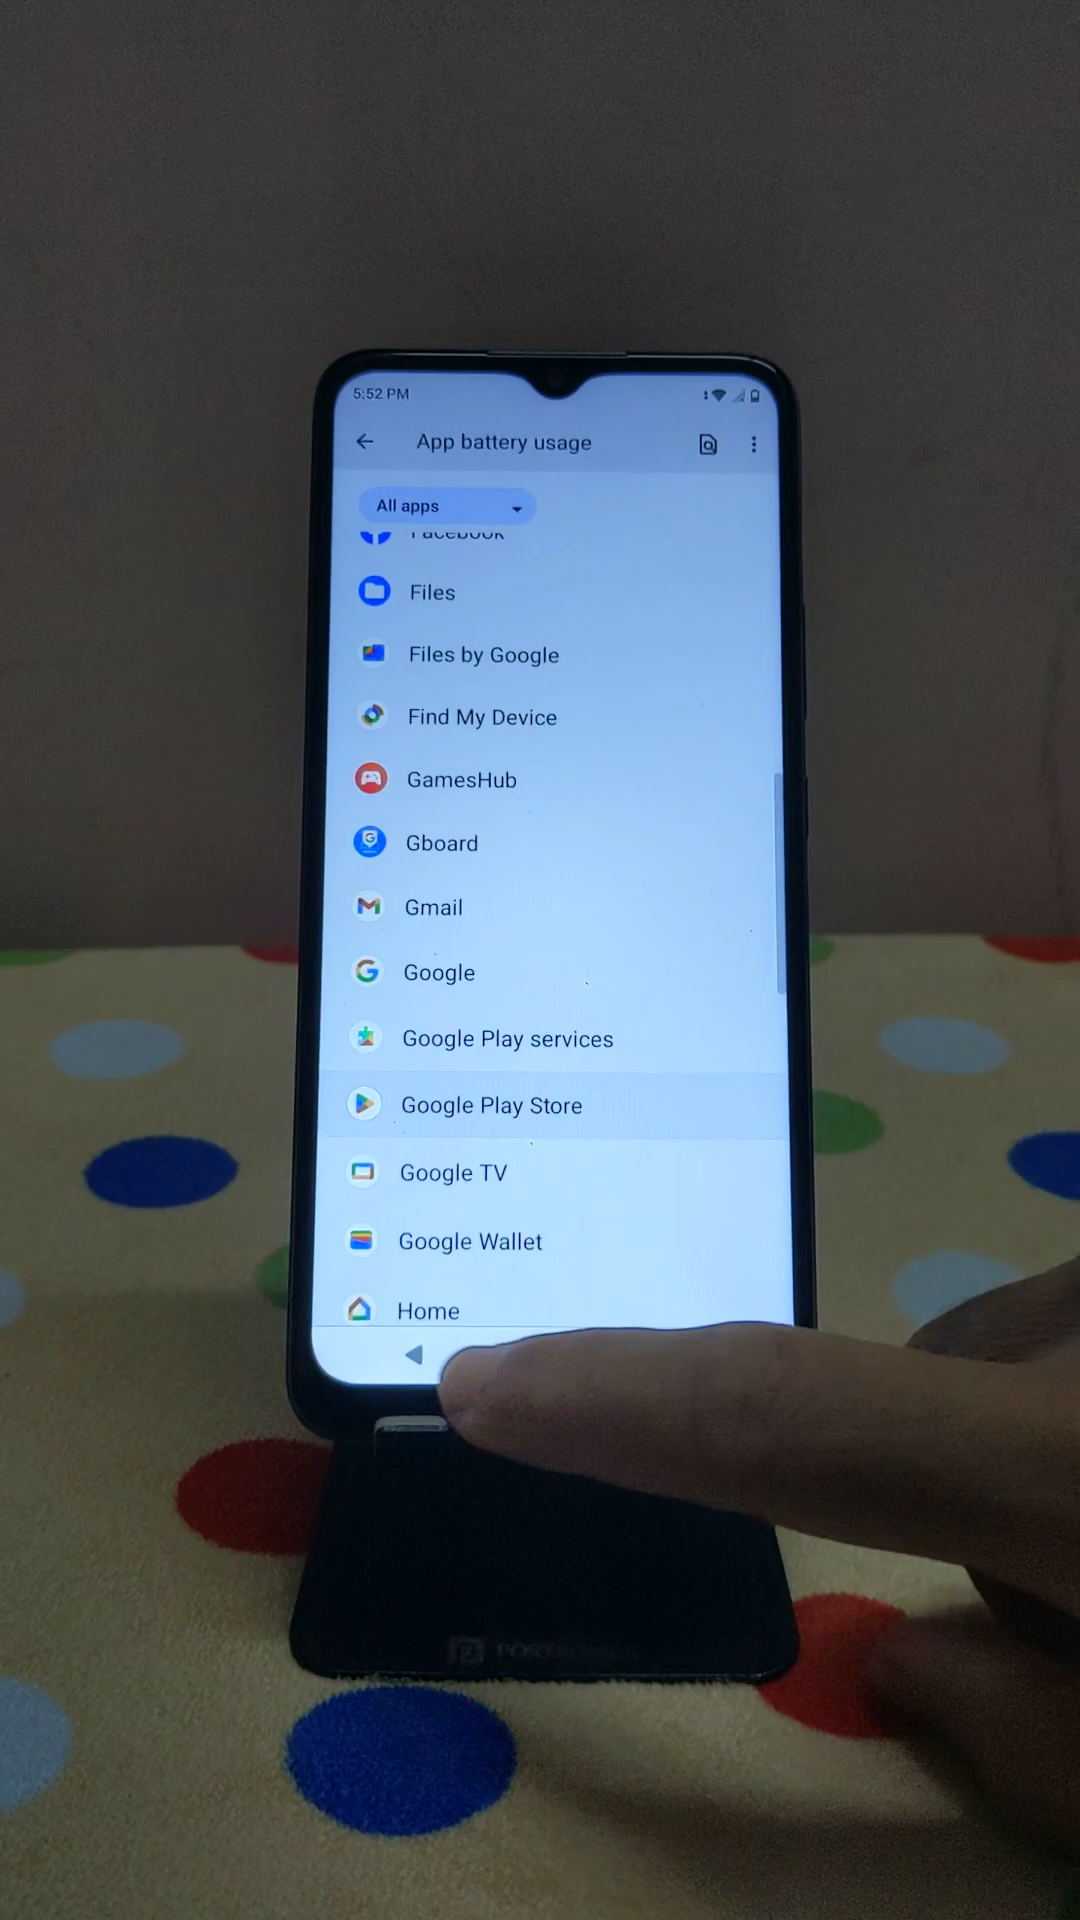 5:52 PM
App battery usage
All apps
Facebook
Files
Files by Google
Find My Device
GamesHub
Gboard
Gmail
Google
Google Play services
Google Play Store
Google TV
Google Wallet
Home